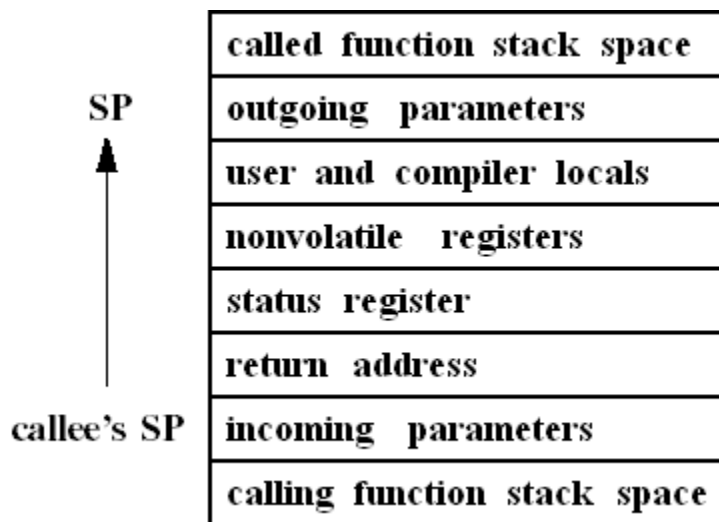 called function stack space
SP
outgoing parameters
user and compiler locals
nonvolatile registers
status register
return address
callee's SP
incoming parameters
calling function stack space